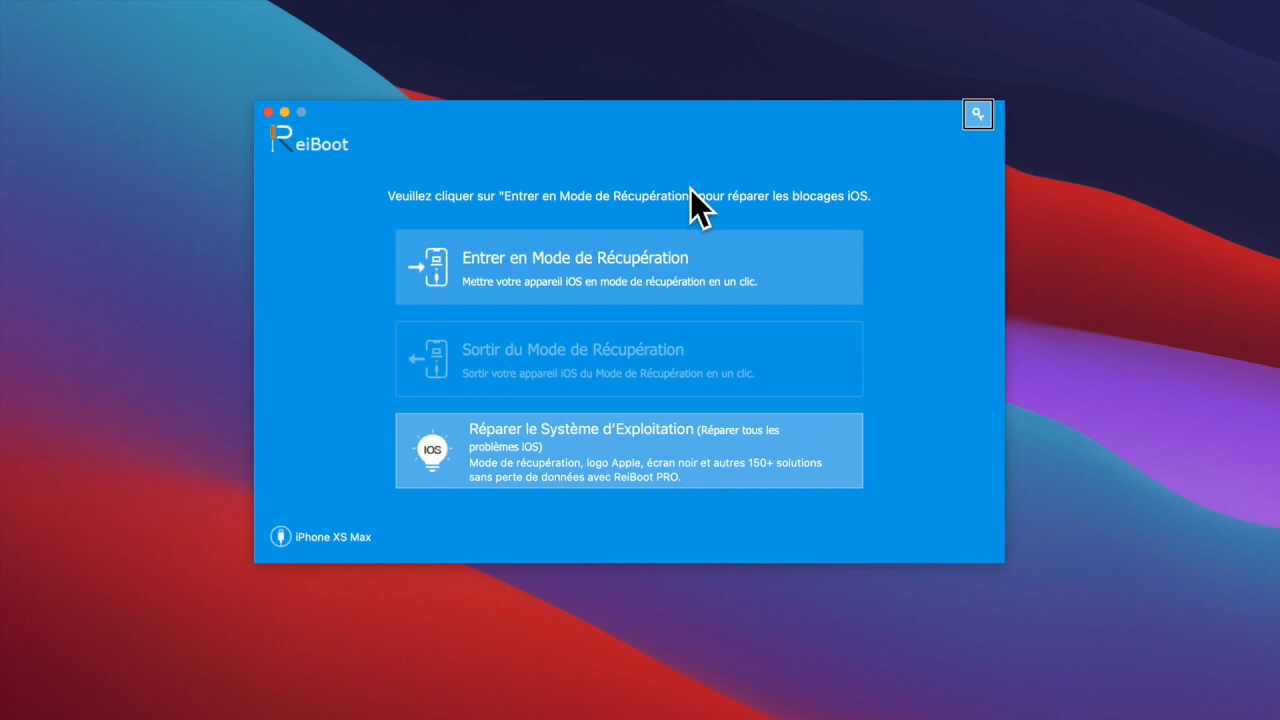 ReiBoot
Veuillez cliquer sur "Entrer en Mode de Récupération" pour réparer les blocages iOS.
Entrer en Mode de Récupération
Mettre votre appareil iOS en mode de récupération en un clic.
Sortir du Mode de Récupération
Sortir votre appareil iOS du Mode de Récupération en un clic.
iOS
Réparer le Système d'Exploitation (Réparer tous les
problèmes iOS)
Mode de récupération, logo Apple, écran noir et autres 150+ solutions
sans perte de données avec ReiBoot PRO.
iPhone XS Max